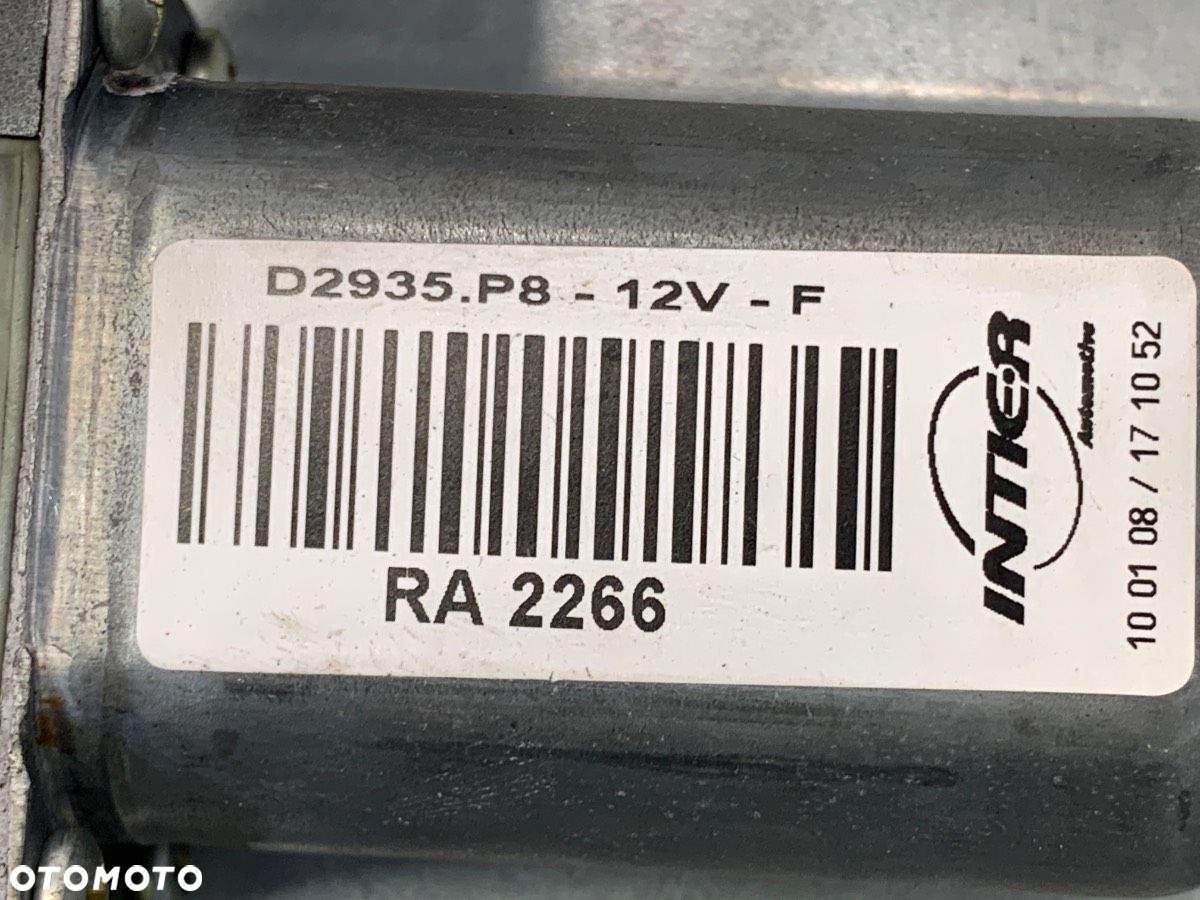 D2935.P8 - 12V - F
RA 2266
INTIER
Automotive
10 01 08 / 17 10 52
OTOMOTO